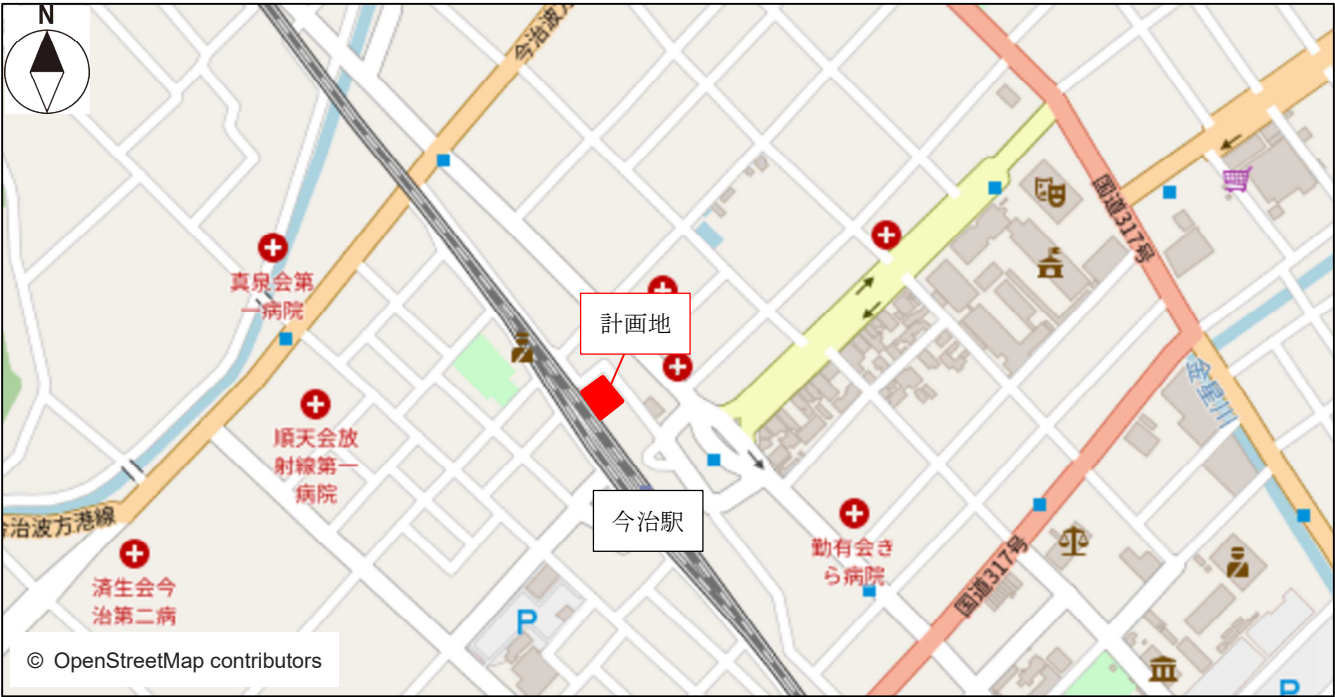 N
今治波方
真泉会第
一病院
計画地
国道317号
順天会放
射線第一
病院
金星川
今治駅
今治波方港線
勤有会き
ら病院
国道317号
済生会今
治第二病
P
P
© OpenStreetMap contributors